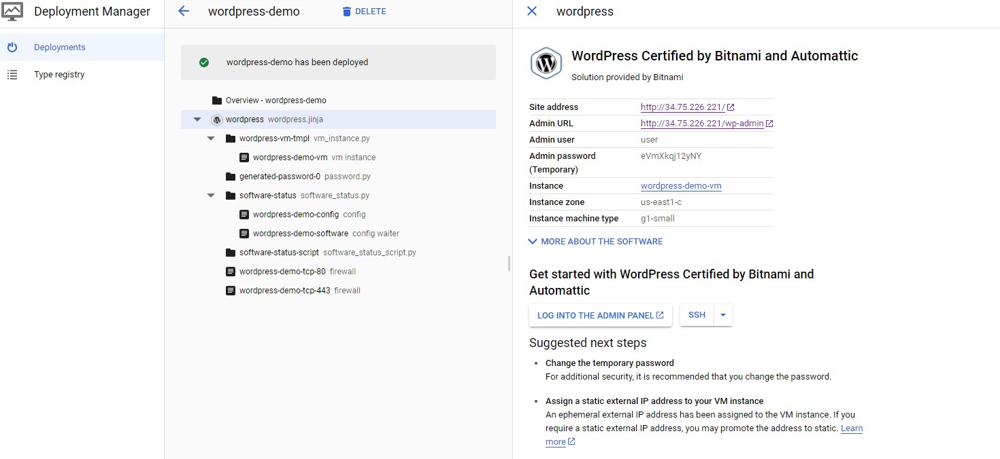 Deployment Manager
Deployments
Type registry
wordpress-demo
DELETE
wordpress-demo has been deployed
Overview - wordpress-demo
wordpress wordpress.jinja
wordpress-vm-tmpl vm_instance.py
wordpress-demo-vm vm instance
generated-password-0 password.py
software-status software_status.py
wordpress-demo-config config
wordpress-demo-software config waiter
software-status-script software_status_script.py
wordpress-demo-tcp-80 firewall
wordpress-demo-tcp-443 firewall
wordpress
WordPress Certified by Bitnami and Automattic
Solution provided by Bitnami
Site address http://34.75.226.221/
Admin URL http://34.75.226.221/wp-admin
Admin user user
Admin password eVmXkqj12yNY
(Temporary)
Instance wordpress-demo-vm
Instance zone us-east1-c
Instance machine type g1-small
MORE ABOUT THE SOFTWARE
Get started with WordPress Certified by Bitnami and
Automattic
LOG INTO THE ADMIN PANEL
SSH
Suggested next steps
• Change the temporary password
For additional security, it is recommended that you change the password.
• Assign a static external IP address to your VM instance
An ephemeral external IP address has been assigned to the VM instance. If you
require a static external IP address, you may promote the address to static. Learn
more